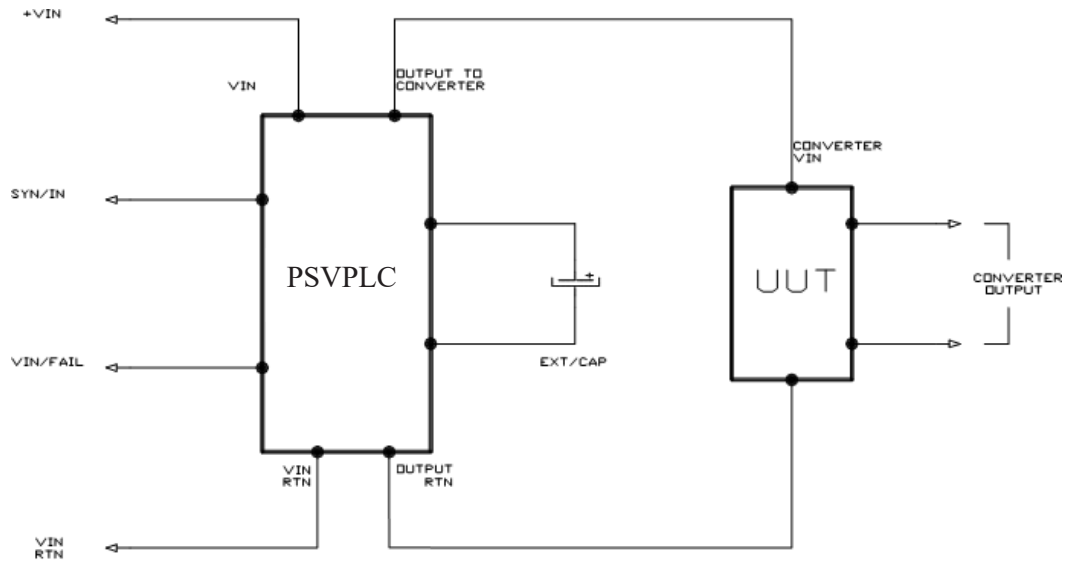 +VIN
VIN
OUTPUT TO
CONVERTER
CONVERTER
VIN
SYN/IN
PSVPLC
UUT
CONVERTER
OUTPUT
VIN/FAIL
+
EXT/CAP
VIN
RTN
OUTPUT
RTN
VIN
RTN